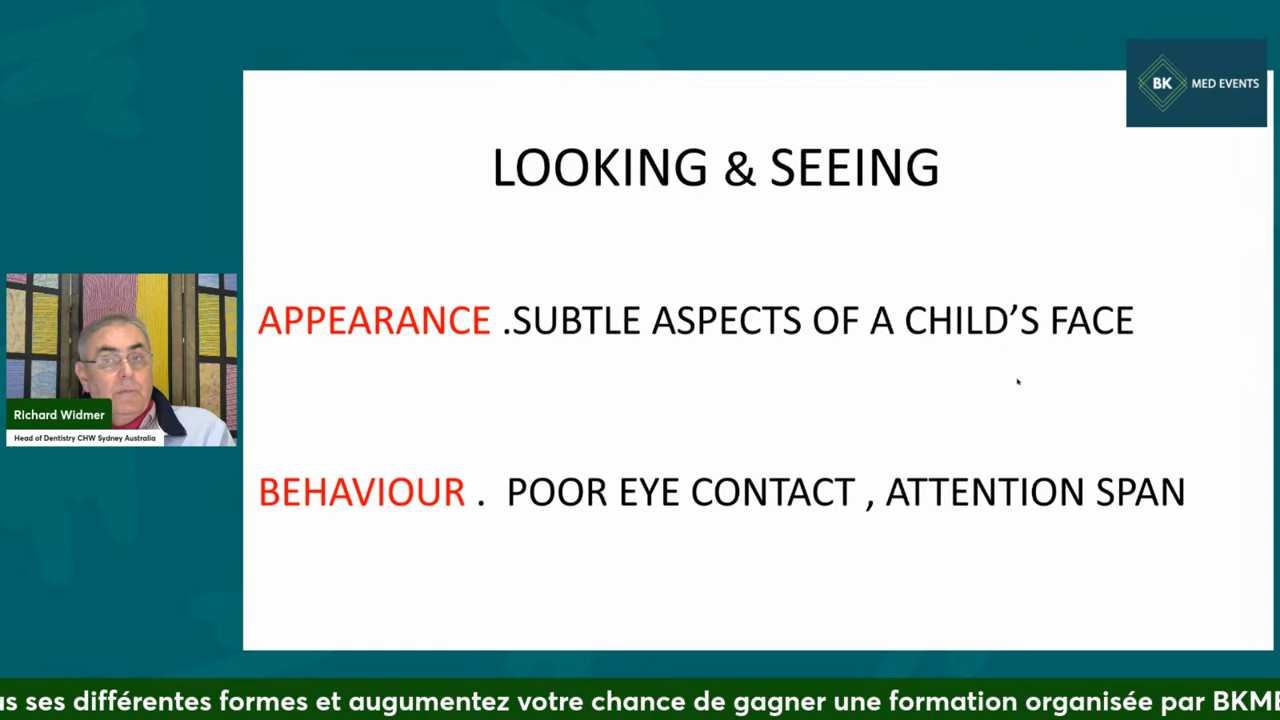 BK MED EVENTS
LOOKING & SEEING
APPEARANCE .SUBTLE ASPECTS OF A CHILD’S FACE
BEHAVIOUR . POOR EYE CONTACT , ATTENTION SPAN
Richard Widmer
Head of Dentistry CHW Sydney Australia
ses différentes formes et augumentez votre chance de gagner une formation organisée par